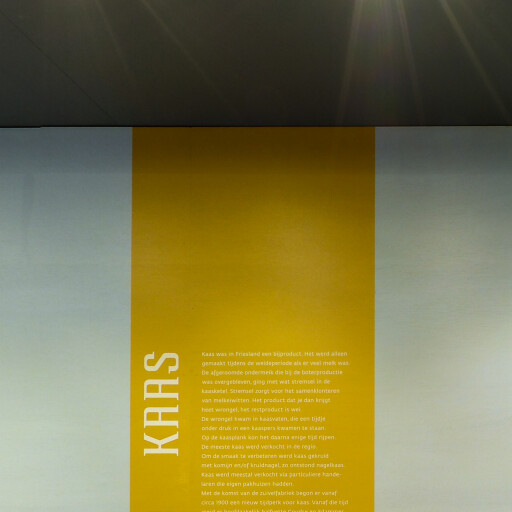 KAAS
Kaas was in Friesland een bijproduct. Het werd alleen
gemaakt tijdens de weideperiode als er veel melk was.
De afgeroomde ondermelk die bij de boterproductie
was overgebleven, ging met wat stremsel in de
kaasketel. Stremsel zorgt voor het samenklonteren
van melkeiwitten. Het product dat je dan krijgt
heet wrongel, het restproduct is wei.
De wrongel kwam in kaasvaten, die een tijdje
onder druk in een kaaspers kwamen te staan.
Op de kaasplank kon het daarna enige tijd rijpen.
De meeste kaas werd verkocht in de regio.
Om de smaak te verbeteren werd kaas gekruid
met komijn en/of kruidnagel, zo ontstond nagelkaas.
Kaas werd meestal verkocht via particuliere hande-
laren die eigen pakhuizen hadden.
Met de komst van de zuivelfabriek begon er vanaf
circa 1900 een nieuw tijdperk voor kaas. Vanaf die tijd